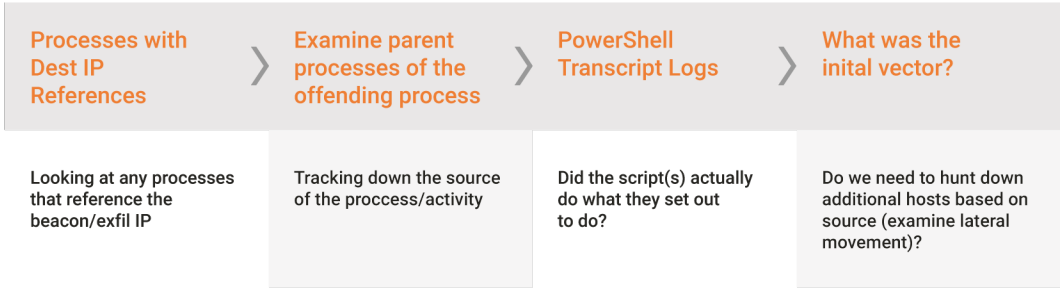 Processes with
Dest IP
References
Examine parent
processes of the
offending process
PowerShell
Transcript Logs
What was the
inital vector?
Looking at any processes
that reference the
beacon/exfil IP
Tracking down the source
of the proccess/activity
Did the script(s) actually
do what they set out
to do?
Do we need to hunt down
additional hosts based on
source (examine lateral
movement)?